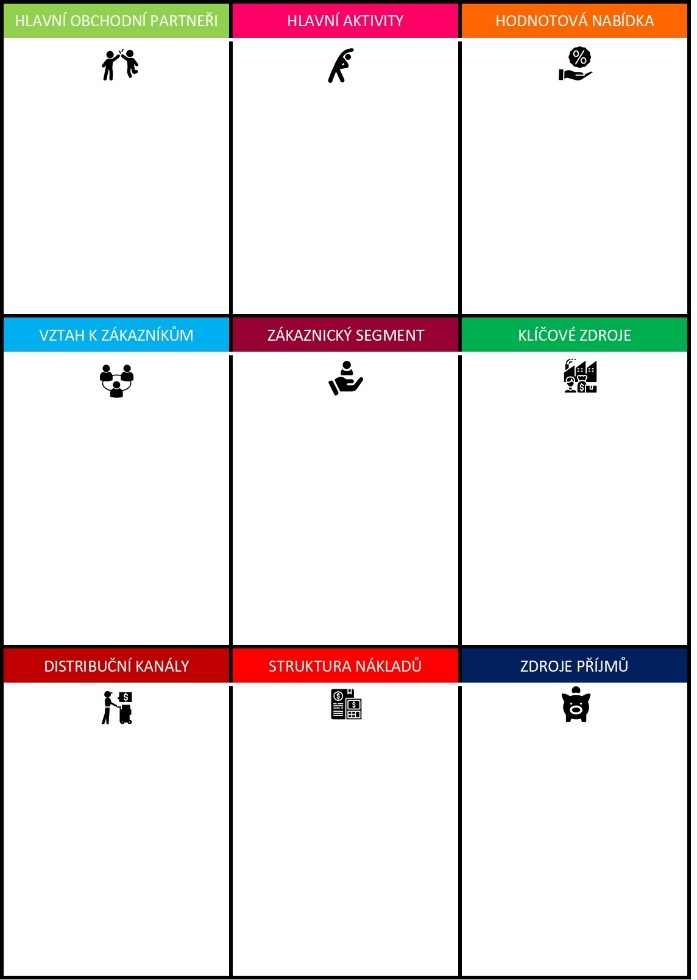 HLAVNÍ OBCHODNÍ PARTNEŘI
HLAVNÍ AKTIVITY
HODNOTOVÁ NABÍDKA
%
VZTAH K ZÁKAZNÍKŮM
ZÁKAZNICKÝ SEGMENT
KLÍČOVÉ ZDROJE
$
DISTRIBUČNÍ KANÁLY
STRUKTURA NÁKLADŮ
ZDROJE PŘÍJMŮ
$
$
$